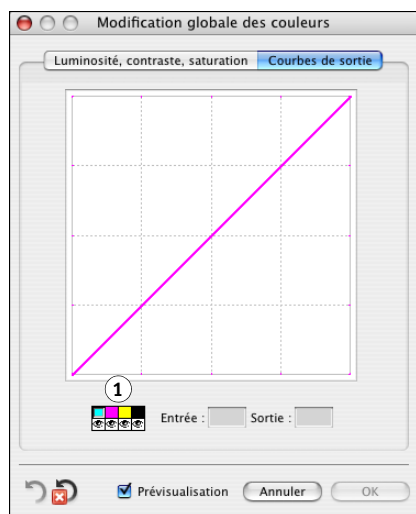 Modification globale des couleurs
Luminosité, contraste, saturation Courbes de sortie
1
Entrée : Sortie :
Prévisualisation Annuler OK